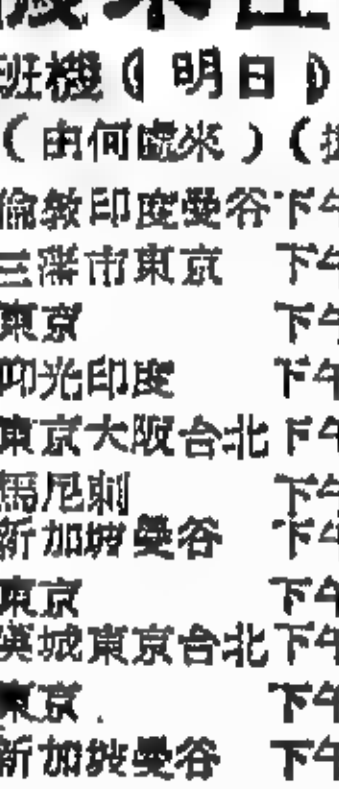 班機(明日)
(由何處來)(
倫敦印度曼谷下午
三藩市東京 下午
東京 下午
仰光印度 下午
東京大阪台北下午
馬尼剌 下午
新加坡曼谷 下午
東京 下午
漢城東京台北下午
東京 下午
新加坡曼谷 下午